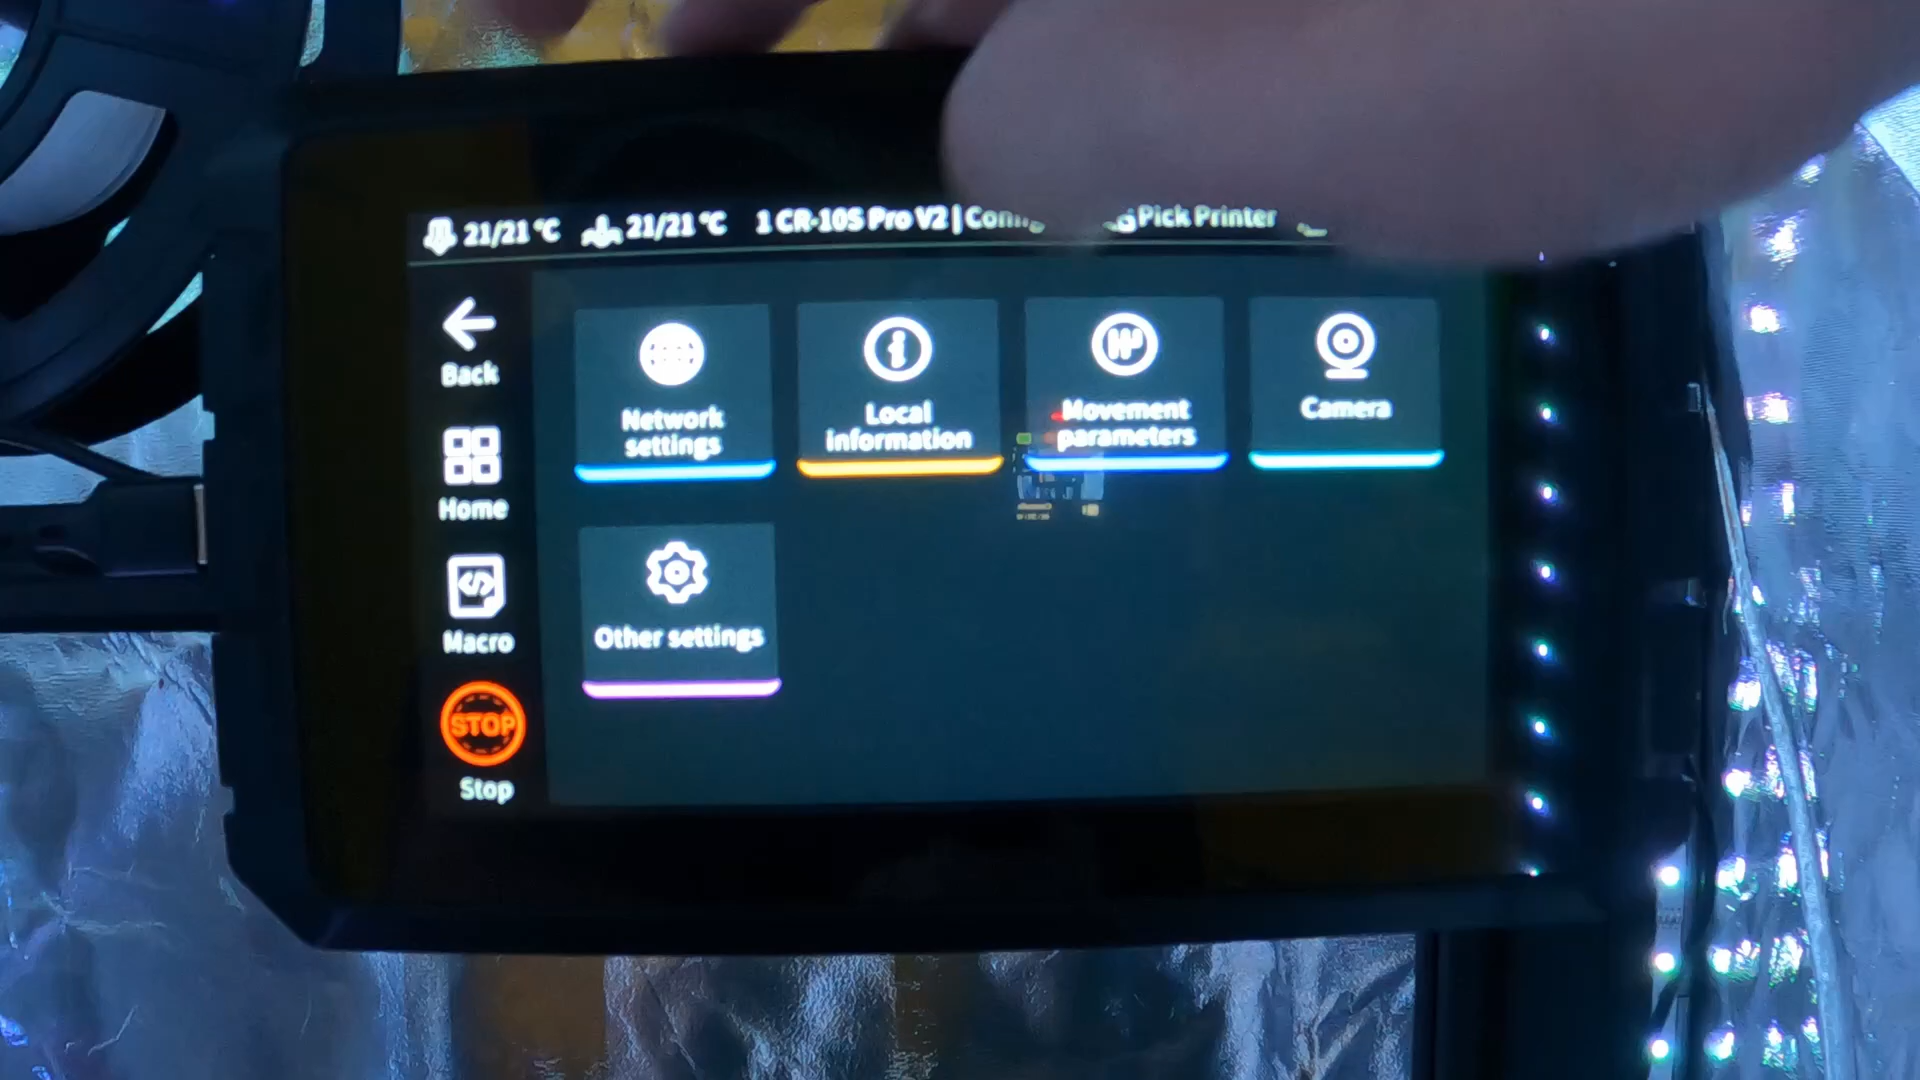 21/21 °C 21/21 °C 1 CR-10S Pro V2 | Config Pick Printer
Back
Network
settings
Local
information
Movement
parameters
Camera
Home
Macro
Other settings
STOP
Stop